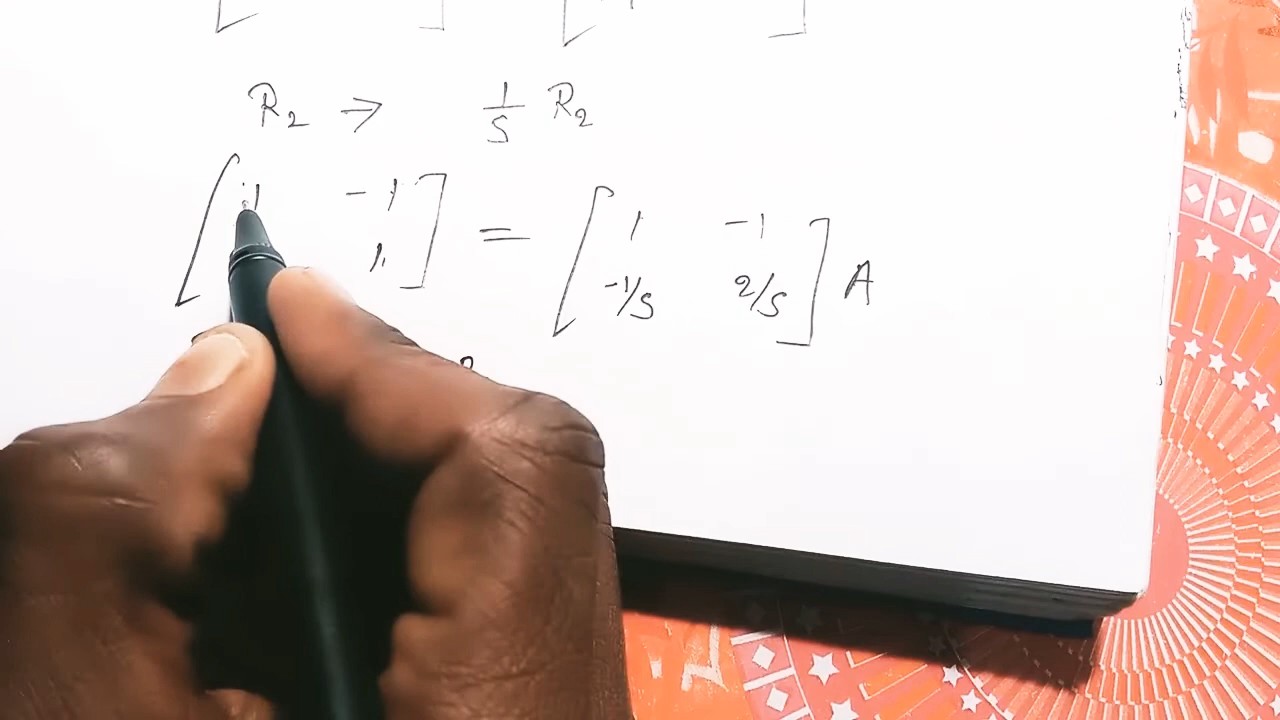 R₂ → 1/5 R₂
[ 1 -1 ] = [ 1 -1 ] A
[ 1 ] [ -1/5 2/5 ]